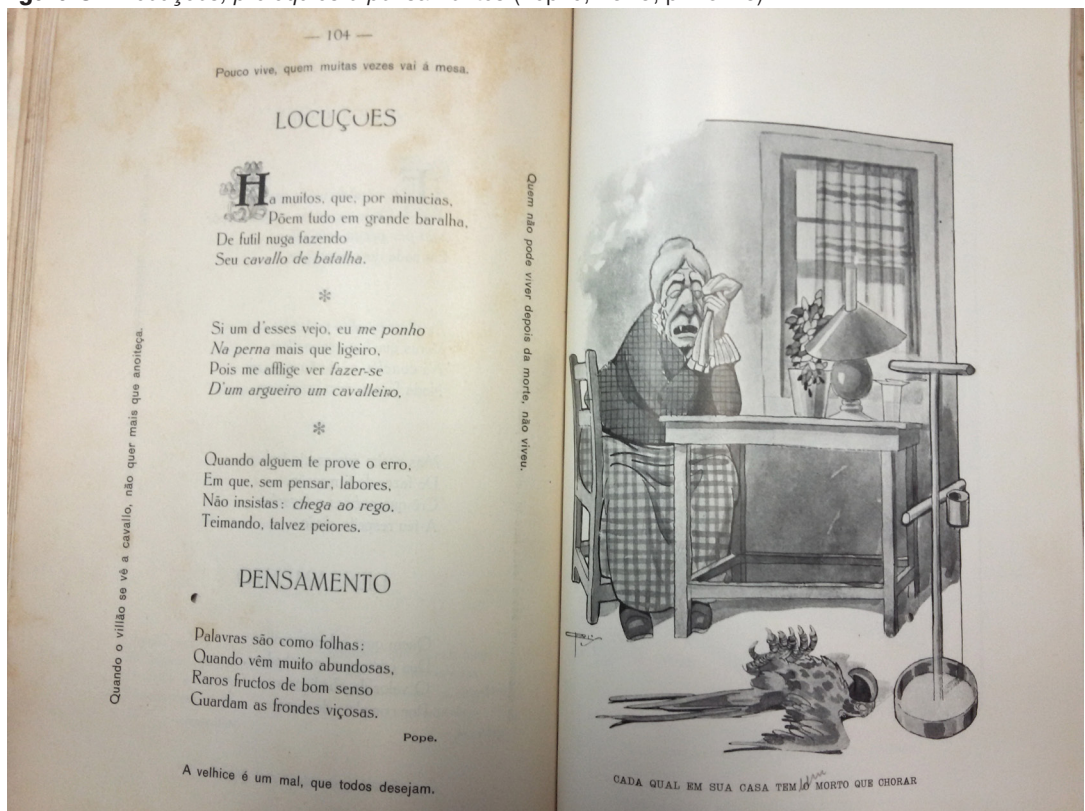 — 104 —
Pouco vive, quem muitas vezes vai á mesa.
LOCUÇÕES
Ha muitos, que, por minucias,
Põem tudo em grande baralha,
De futil nuga fazendo
Seu cavallo de batalha.
*
Si um d'esses vejo, eu me ponho
Na perna mais que ligeiro,
Pois me afflige ver fazer-se
D'um argueiro um cavalleiro.
*
Quando alguem te prove o erro,
Em que, sem pensar, labores,
Não insistas: chega ao rego.
Teimando, talvez peiores.
PENSAMENTO
Palavras são como folhas:
Quando vêm muito abundosas,
Raros fructos de bom senso
Guardam as frondes viçosas.
Pope.
A velhice é um mal, que todos desejam.
Quando o villão se vê a cavallo, não quer mais que anoiteça.
Quem não pode viver depois da morte, não viveu.
CADA QUAL EM SUA CASA TEM MORTO QUE CHORAR